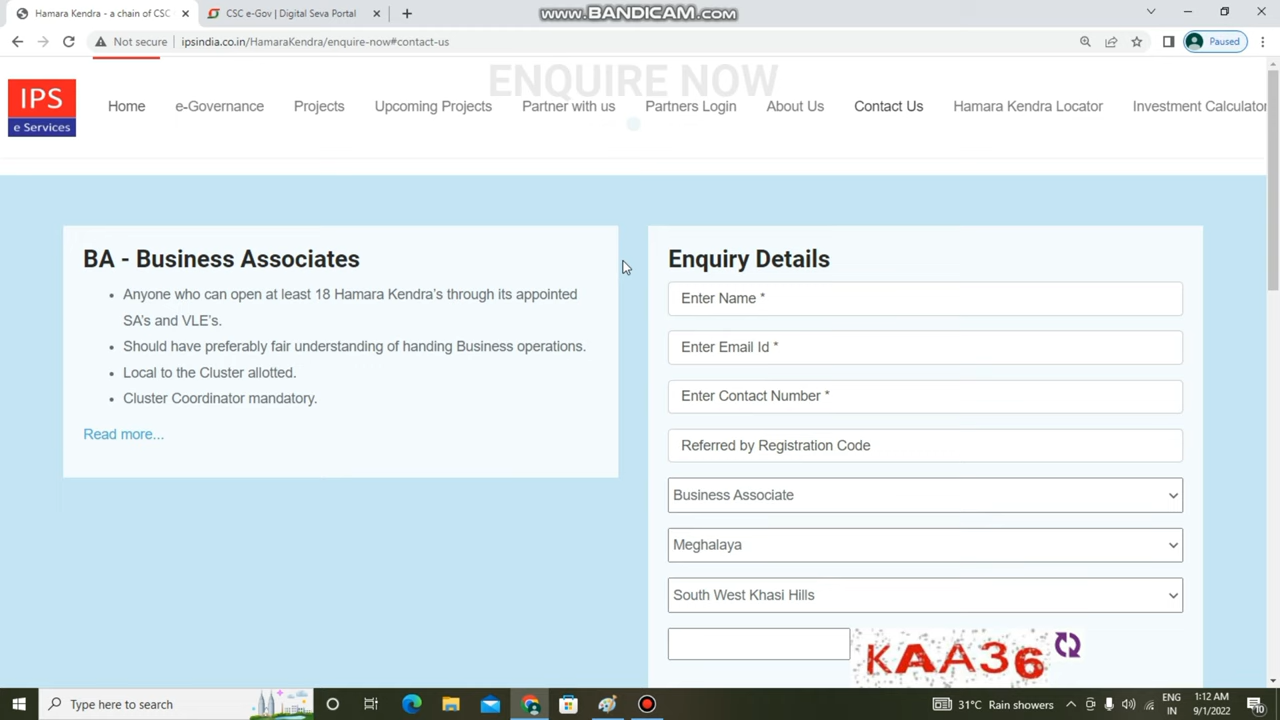 Hamara Kendra - a chain of CSC
CSC e-Gov | Digital Seva Portal
www.BANDICAM.com
Not secure
ipsindia.co.in/HamaraKendra/enquire-now#contact-us
Paused
ENQUIRE NOW
IPS
e Services
Home
e-Governance
Projects
Upcoming Projects
Partner with us
Partners Login
About Us
Contact Us
Hamara Kendra Locator
Investment Calculator
BA - Business Associates
• Anyone who can open at least 18 Hamara Kendra's through its appointed
SA's and VLE's.
• Should have preferably fair understanding of handing Business operations.
• Local to the Cluster allotted.
• Cluster Coordinator mandatory.
Read more...
Enquiry Details
Enter Name *
Enter Email Id *
Enter Contact Number *
Referred by Registration Code
Business Associate
Meghalaya
South West Khasi Hills
KAA36
Type here to search
31°C Rain showers
ENG
IN
1:12 AM
9/1/2022
10